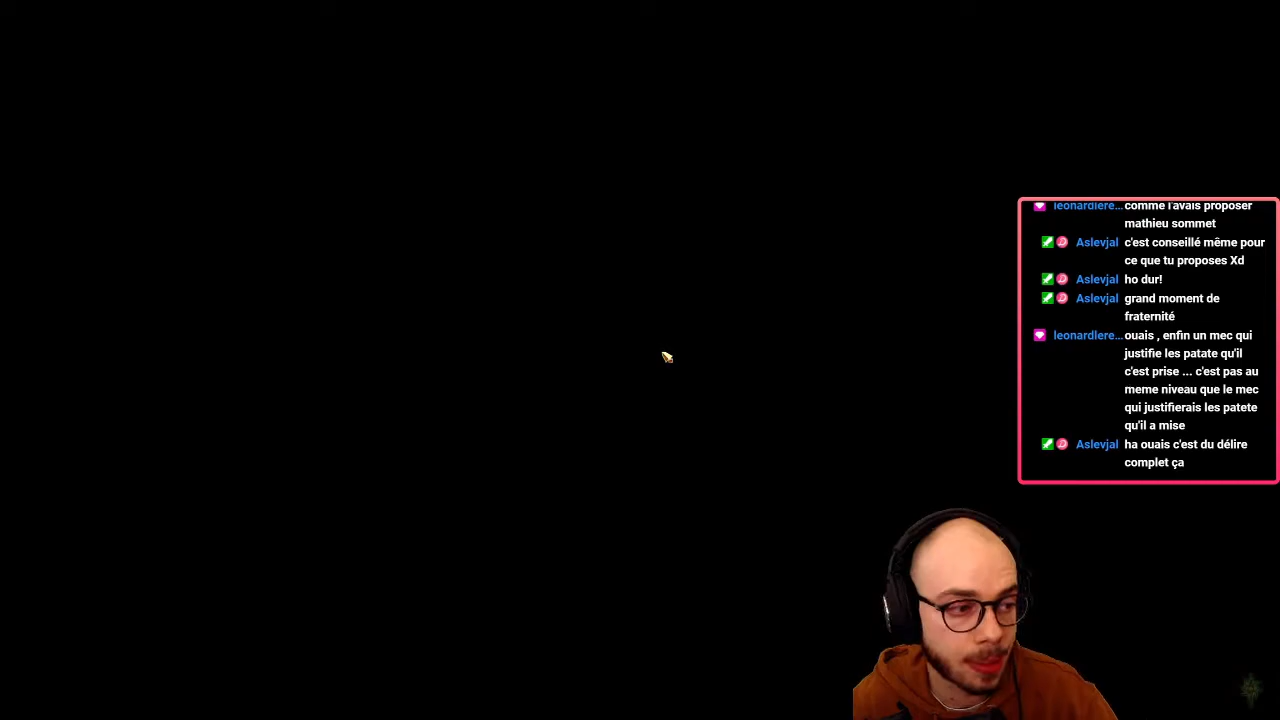 leonardlere... comme l'avais proposer
mathieu sommet
Aslevjal c'est conseillé même pour
ce que tu proposes Xd
Aslevjal ho dur!
Aslevjal grand moment de
fraternité
leonardlere... ouais , enfin un mec qui
justifie les patate qu'il
c'est prise ... c'est pas au
meme niveau que le mec
qui justifierais les patete
qu'il a mise
Aslevjal ha ouais c'est du délire
complet ça